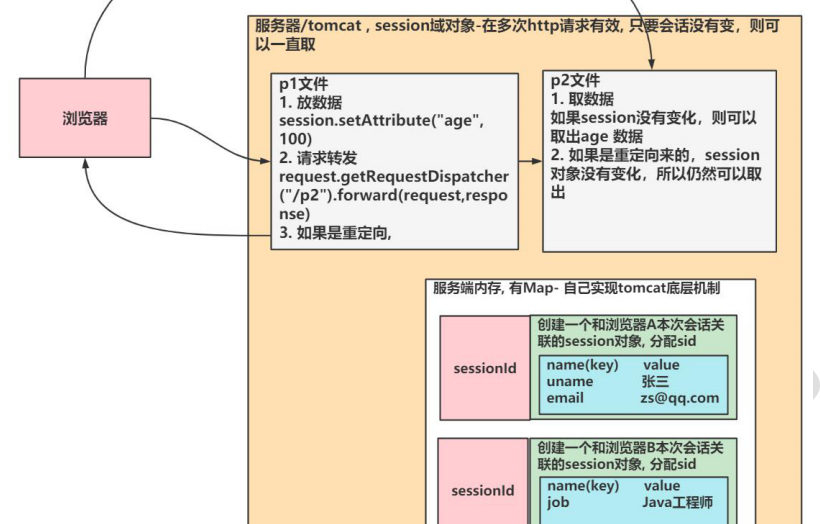 服务器/tomcat , session域对象-在多次http请求有效, 只要会话没有变，则可
以一直取
浏览器
p1文件
1. 放数据
session.setAttribute("age",
100)
2. 请求转发
request.getRequestDispatcher
("/p2").forward(request,respo
nse)
3. 如果是重定向,
p2文件
1. 取数据
如果session没有变化，则可以
取出age 数据
2. 如果是重定向来的，session
对象没有变化，所以仍然可以取
出
服务端内存, 有Map- 自己实现tomcat底层机制
sessionId
创建一个和浏览器A本次会话关
联的session对象, 分配sid
name(key) value
uname 张三
email zs@qq.com
sessionId
创建一个和浏览器B本次会话关
联的session对象, 分配sid
name(key) value
job Java工程师